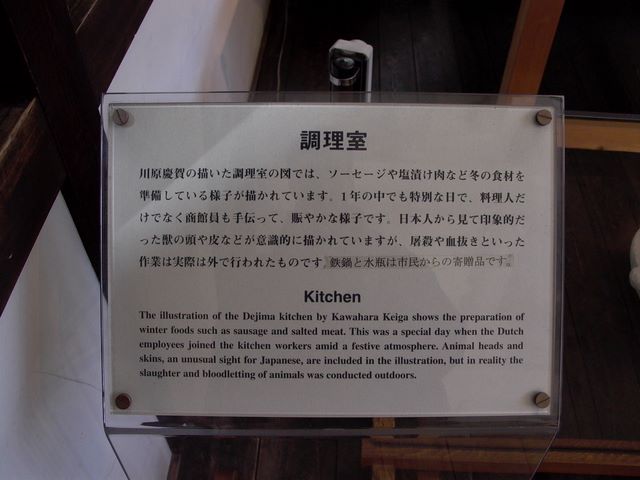 調理室
川原慶賀の描いた調理室の図では、ソーセージや塩漬け肉など冬の食材を
準備している様子が描かれています。1年の中でも特別な日で、料理人だ
けでなく商館員も手伝って、賑やかな様子です。日本人から見て印象的だ
った獣の頭や皮などが意識的に描かれていますが、屠殺や血抜きといった
作業は実際は外で行われたものです。鉄鍋と水瓶は市民からの寄贈品です。
Kitchen
The illustration of the Dejima kitchen by Kawahara Keiga shows the preparation of
winter foods such as sausage and salted meat. This was a special day when the Dutch
employees joined the kitchen workers amid a festive atmosphere. Animal heads and
skins, an unusual sight for Japanese, are included in the illustration, but in reality the
slaughter and bloodletting of animals was conducted outdoors.